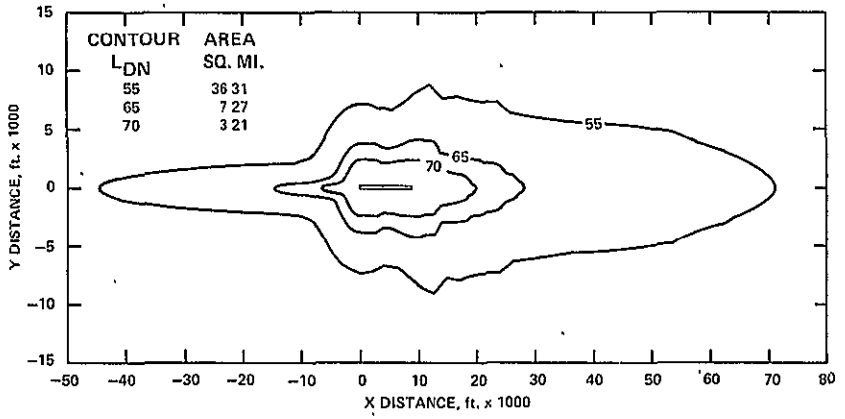 15
10
5
0
−5
−10
−15
Y DISTANCE, ft. x 1000
CONTOUR AREA
LDN SQ. MI.
55 36 31
65 7 27
70 3 21
55
65
70
−50 −40 −30 −20 −10 0 10 20 30 40 50 60 70 80
X DISTANCE, ft. x 1000